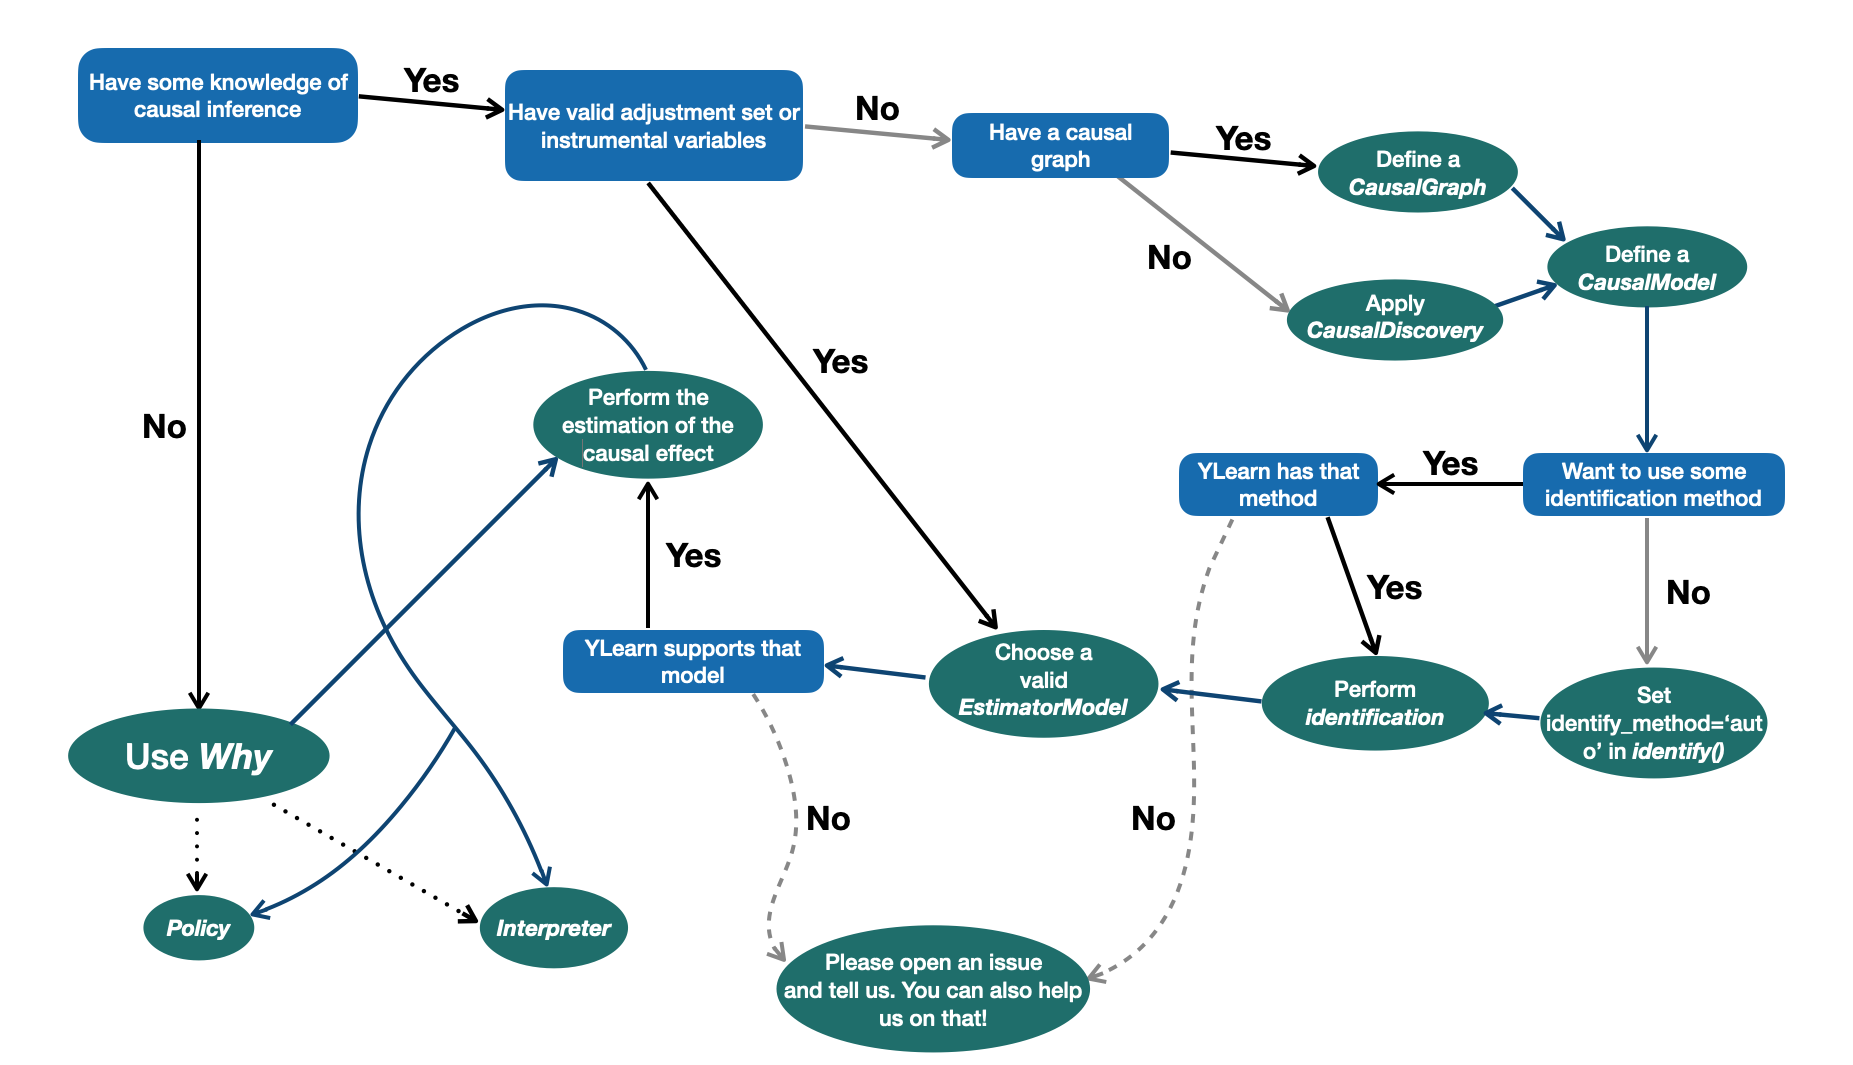 Have some knowledge of
causal inference
Yes
Have valid adjustment set or
instrumental variables
No
Have a causal
graph
Yes
Define a
CausalGraph
No
Define a
CausalModel
Apply
CausalDiscovery
Yes
No
Perform the
estimation of the
causal effect
YLearn has that
method
Yes
Want to use some
identification method
Yes
Yes
No
YLearn supports that
model
Choose a
valid
EstimatorModel
Perform
identification
Set
identify_method=‘aut
o’ in identify()
Use Why
No
No
Policy
Interpreter
Please open an issue
and tell us. You can also help
us on that!